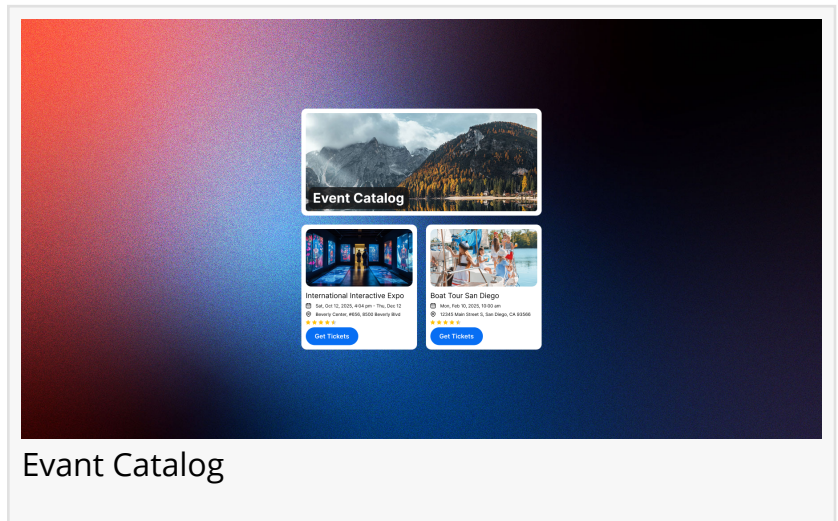 Event Catalog
International Interactive Expo
Sat, Oct 12, 2025, 4:04 pm - Thu, Dec 12
Beverly Center, #656, 8500 Beverly Blvd
Get Tickets
Boat Tour San Diego
Mon, Feb 10, 2025, 10:00 am
12345 Main Street S, San Diego, CA 93568
Get Tickets
Evant Catalog